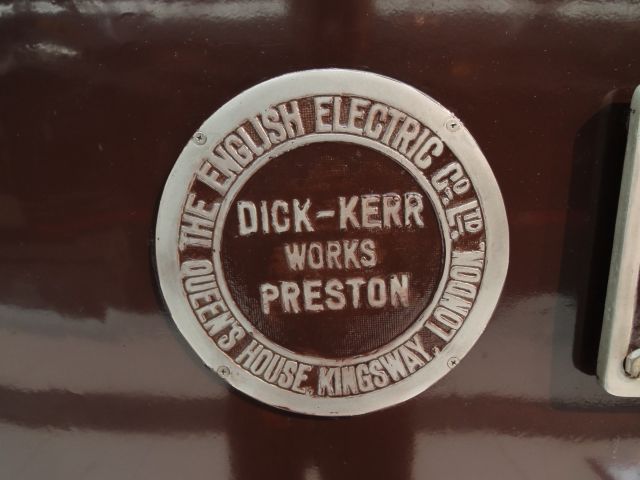 THE ENGLISH ELECTRIC CO. LTD.
QUEEN'S HOUSE, KINGSWAY, LONDON.
DICK-KERR
WORKS
PRESTON